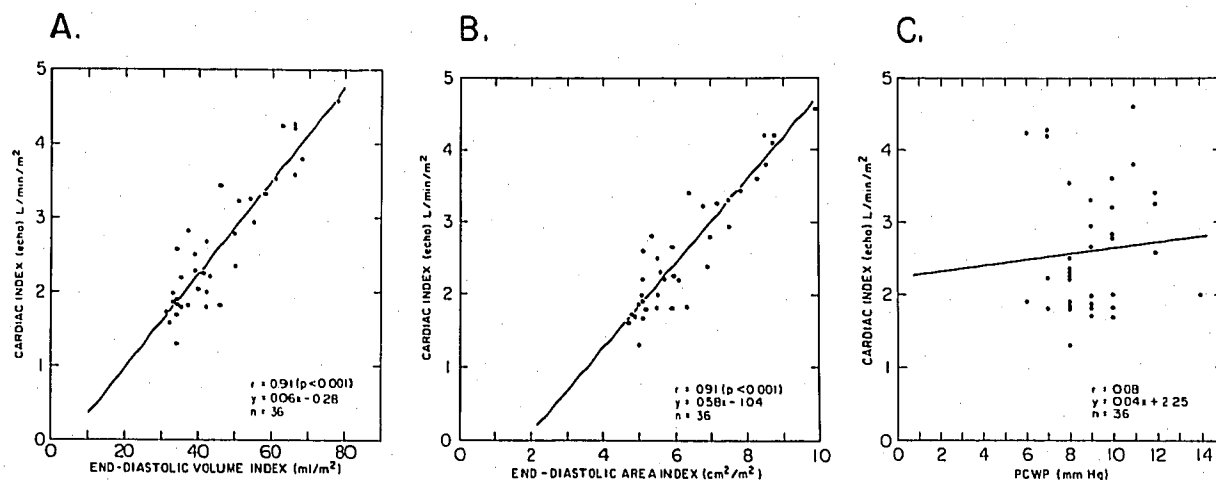 A.
5
4
3
2
1
0
CARDIAC INDEX (echo) L/min/m²
0 20 40 60 80 100
END-DIASTOLIC VOLUME INDEX (ml/m²)
r = 0.91 (p<0.001)
y = 0.06x - 0.28
n = 36
B.
5
4
3
2
1
0
CARDIAC INDEX (echo) L/min/m²
0 2 4 6 8 10
END-DIASTOLIC AREA INDEX (cm²/m²)
r = 0.91 (p<0.001)
y = 0.58x - 1.04
n = 36
C.
5
4
3
2
1
0
CARDIAC INDEX (echo) L/min/m²
0 2 4 6 8 10 12 14
PCWP (mm Hg)
r = 0.08
y = 0.04x + 2.25
n = 36